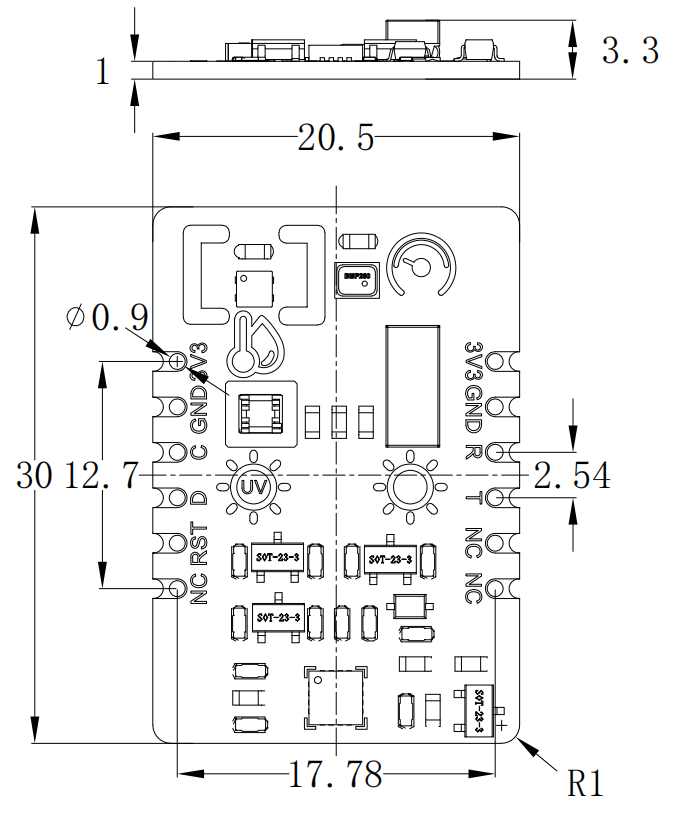 1
3.3
20.5
BMP280
Ø0.9
3V3
GND
C
D
RST
NC
3V3
GND
R
T
NC
NC
30
12.7
2.54
UV
SOT-23-3
SOT-23-3
SOT-23-3
SOT-23-3
17.78
R1